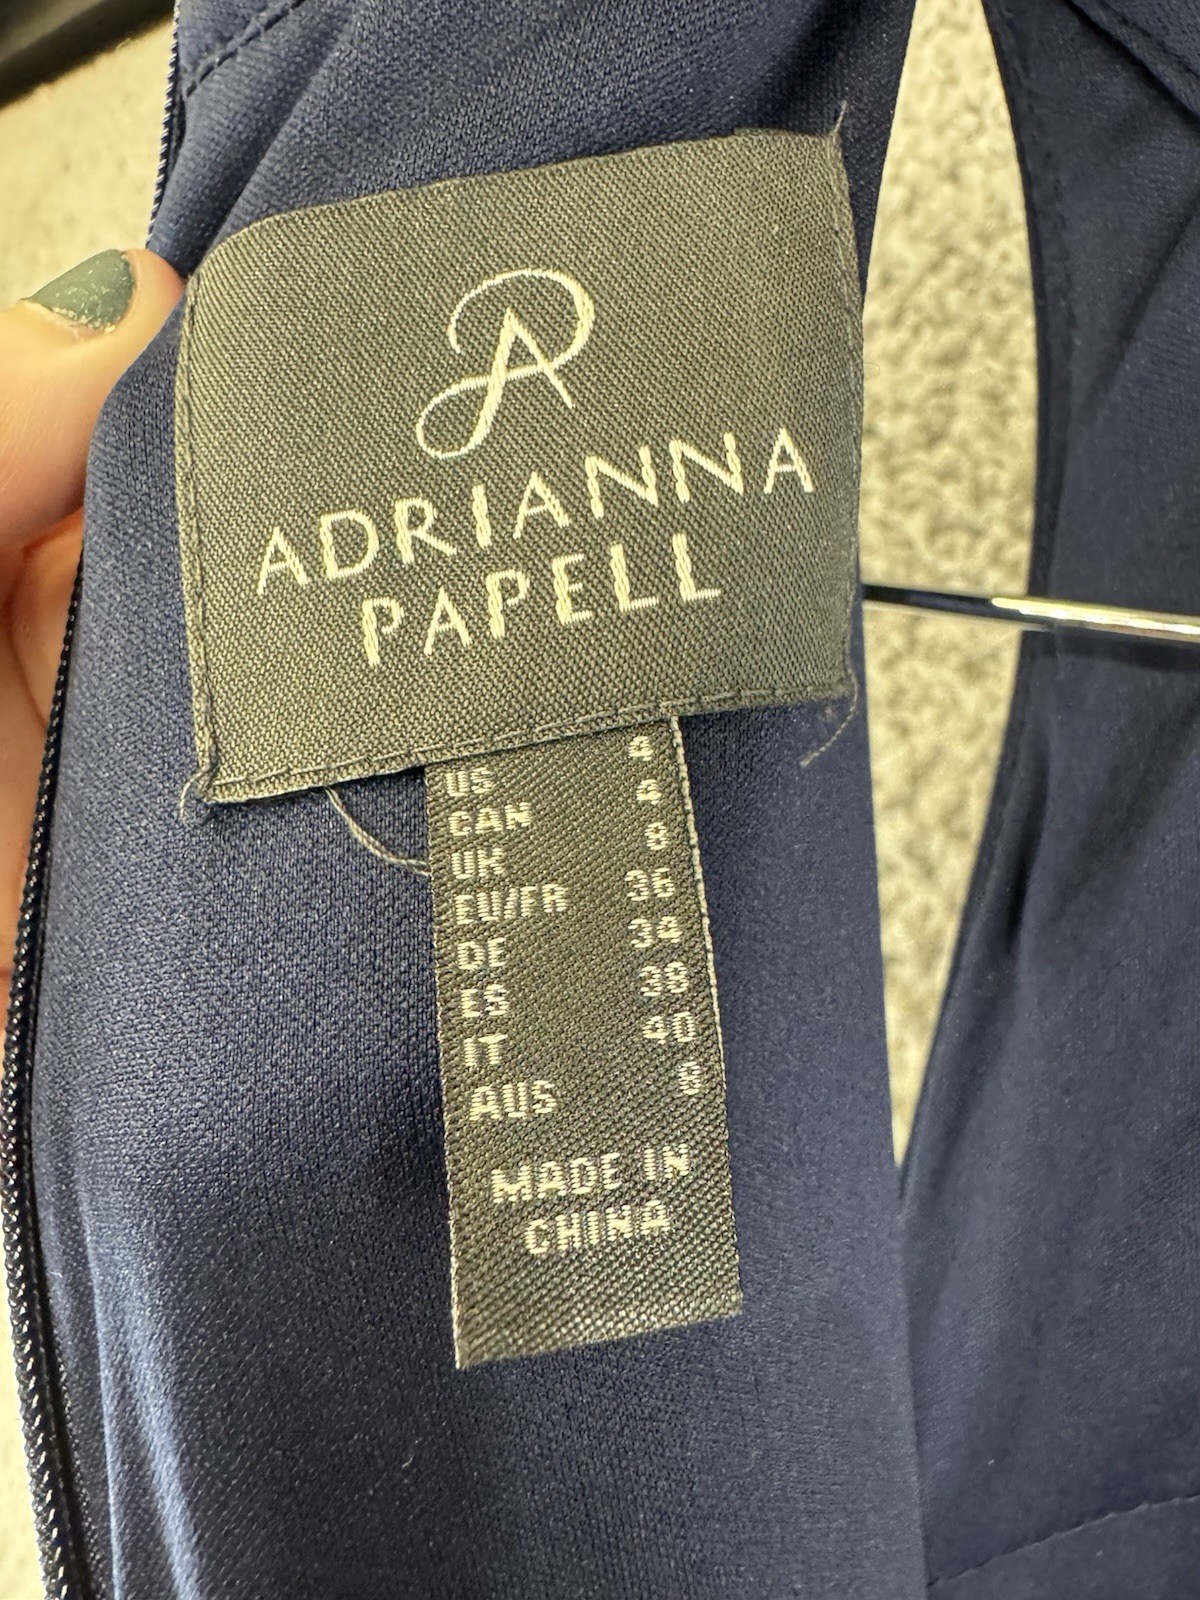 ADRIANNA
PAPELL
US 4
CAN 4
UK 8
EU/FR 36
DE 34
ES 38
IT 40
AUS 8
MADE IN
CHINA